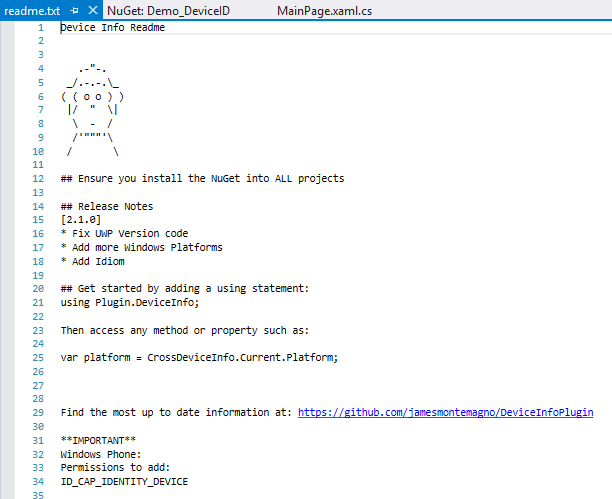 readme.txt NuGet: Demo_DeviceID MainPage.xaml.cs
1 Device Info Readme
2
3
4    .-"-.
5  _/.-.-.\_
6 ( ( o o ) )
7  |/  "  \|
8   \  -  /
9   /'"""'\
10  /       \
11
12 ## Ensure you install the NuGet into ALL projects
13
14 ## Release Notes
15 [2.1.0]
16 * Fix UWP Version code
17 * Add more Windows Platforms
18 * Add Idiom
19
20 ## Get started by adding a using statement:
21 using Plugin.DeviceInfo;
22
23 Then access any method or property such as:
24
25 var platform = CrossDeviceInfo.Current.Platform;
26
27
28
29 Find the most up to date information at: https://github.com/jamesmontemagno/DeviceInfoPlugin
30
31 **IMPORTANT**
32 Windows Phone:
33 Permissions to add:
34 ID_CAP_IDENTITY_DEVICE
35